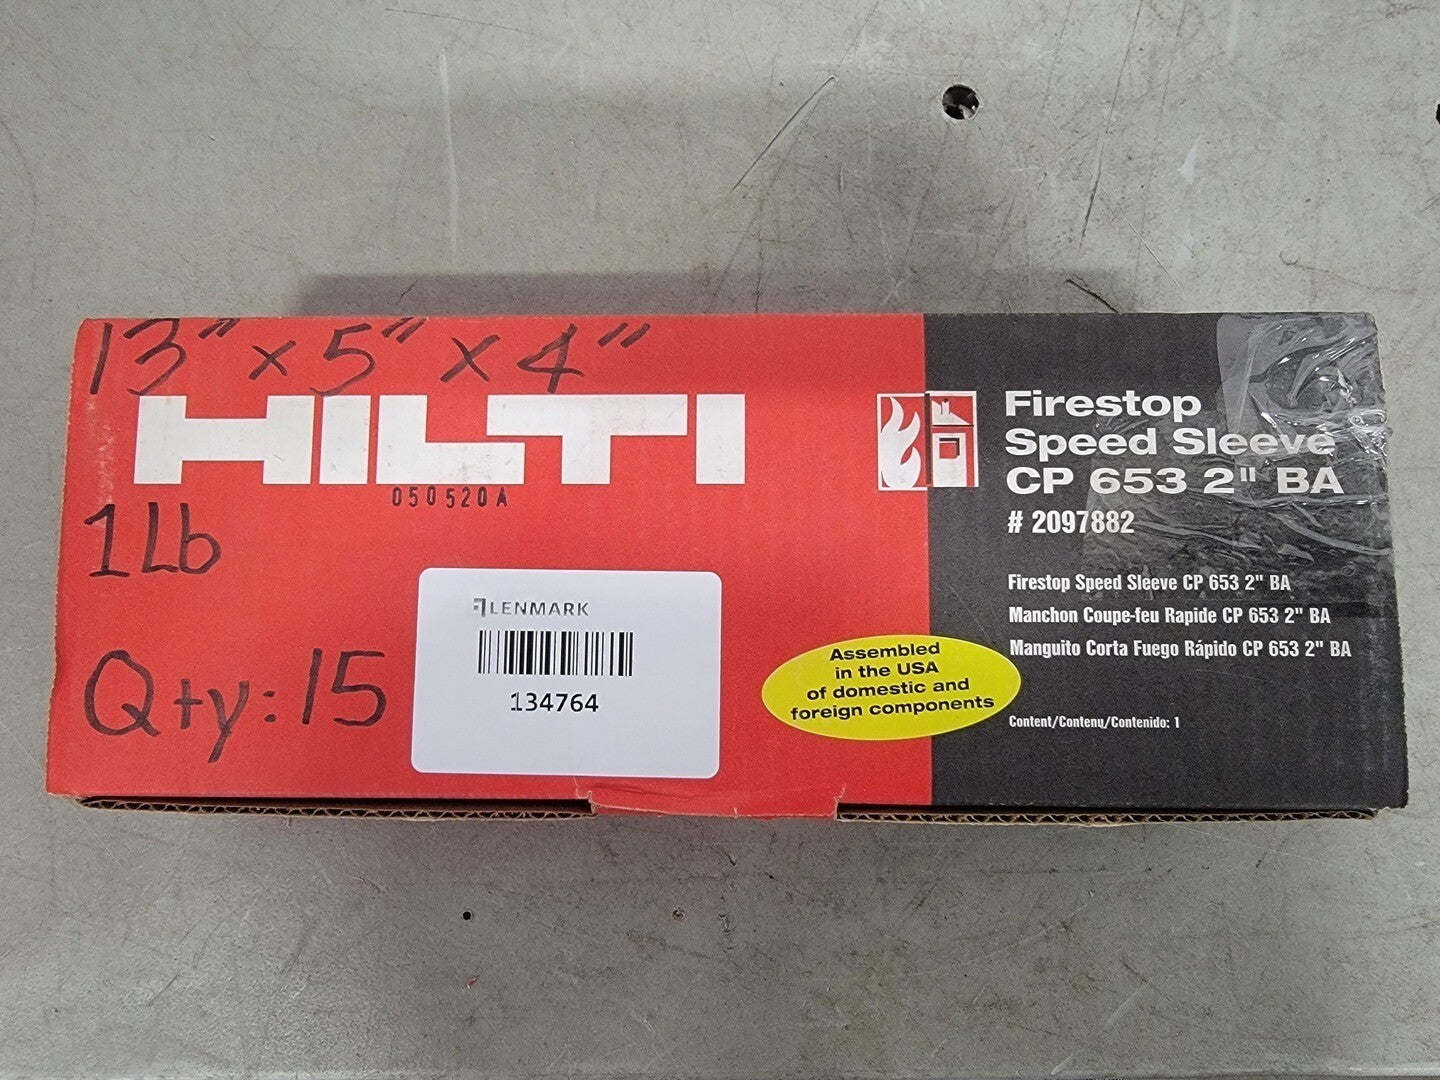 13" x 5" x 4"
HILTI
050520A
1Lb
Qty: 15
LENMARK
134764
Assembled
in the USA
of domestic and
foreign components
Firestop
Speed Sleeve
CP 653 2" BA
# 2097882
Firestop Speed Sleeve CP 653 2" BA
Manchon Coupe-feu Rapide CP 653 2" BA
Manguito Corta Fuego Rápido CP 653 2" BA
Content/Contenu/Contenido: 1